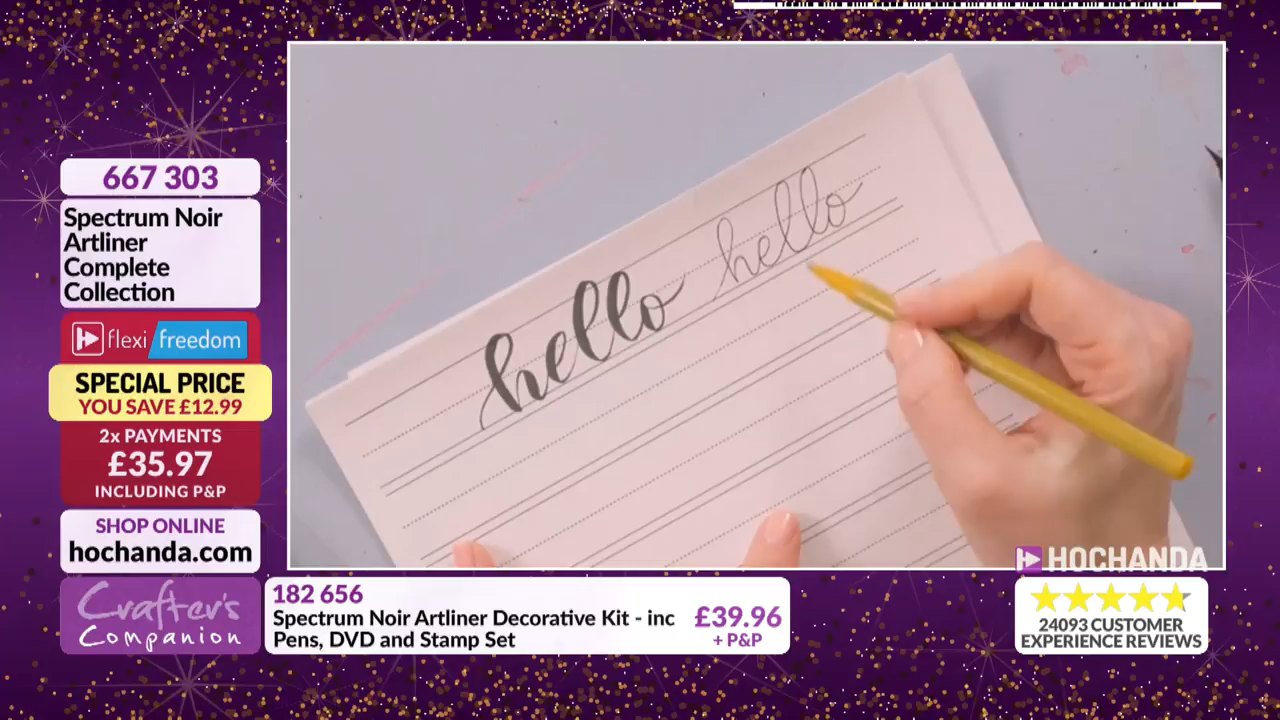 667 303
Spectrum Noir
Artliner
Complete
Collection
flexi freedom
SPECIAL PRICE
YOU SAVE £12.99
2x PAYMENTS
£35.97
INCLUDING P&P
SHOP ONLINE
hochanda.com
Crafter's
Companion
hello hello
HOCHANDA
182 656
Spectrum Noir Artliner Decorative Kit - inc
Pens, DVD and Stamp Set
£39.96
+ P&P
24093 CUSTOMER
EXPERIENCE REVIEWS